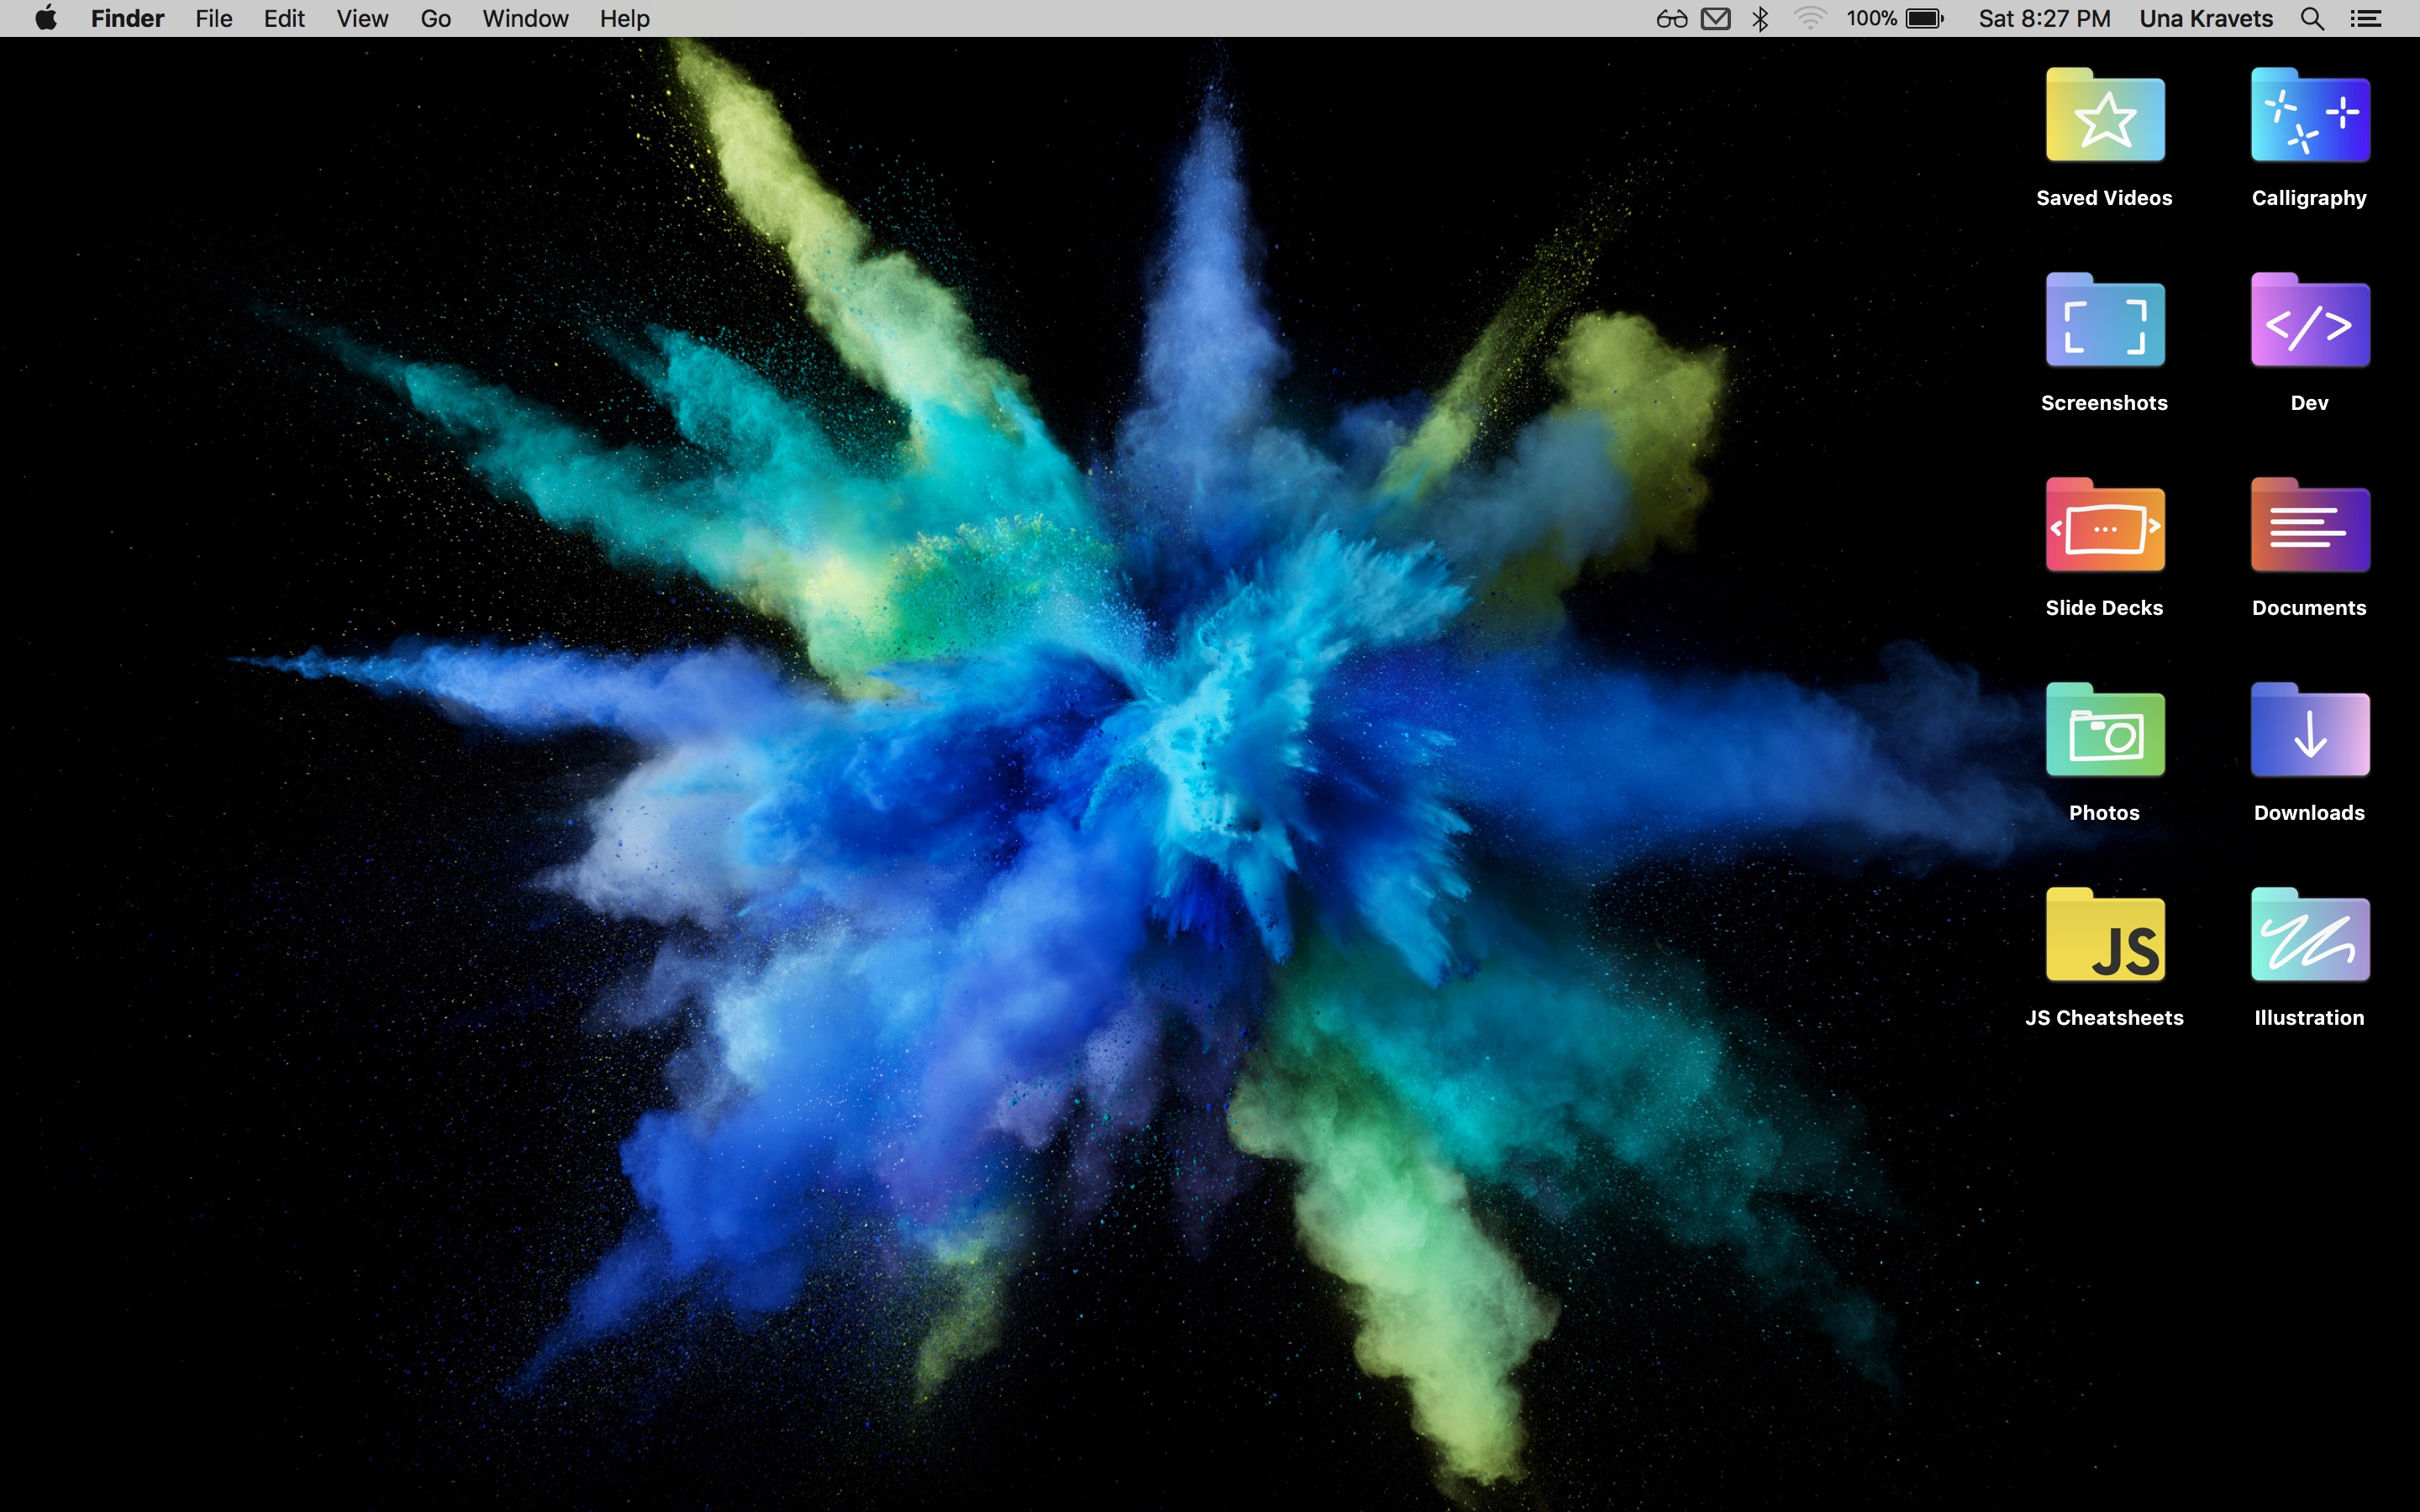 Finder File Edit View Go Window Help 100% Sat 8:27 PM Una Kravets
Saved Videos Calligraphy
</>
Screenshots Dev
Slide Decks Documents
Photos Downloads
JS
JS Cheatsheets Illustration